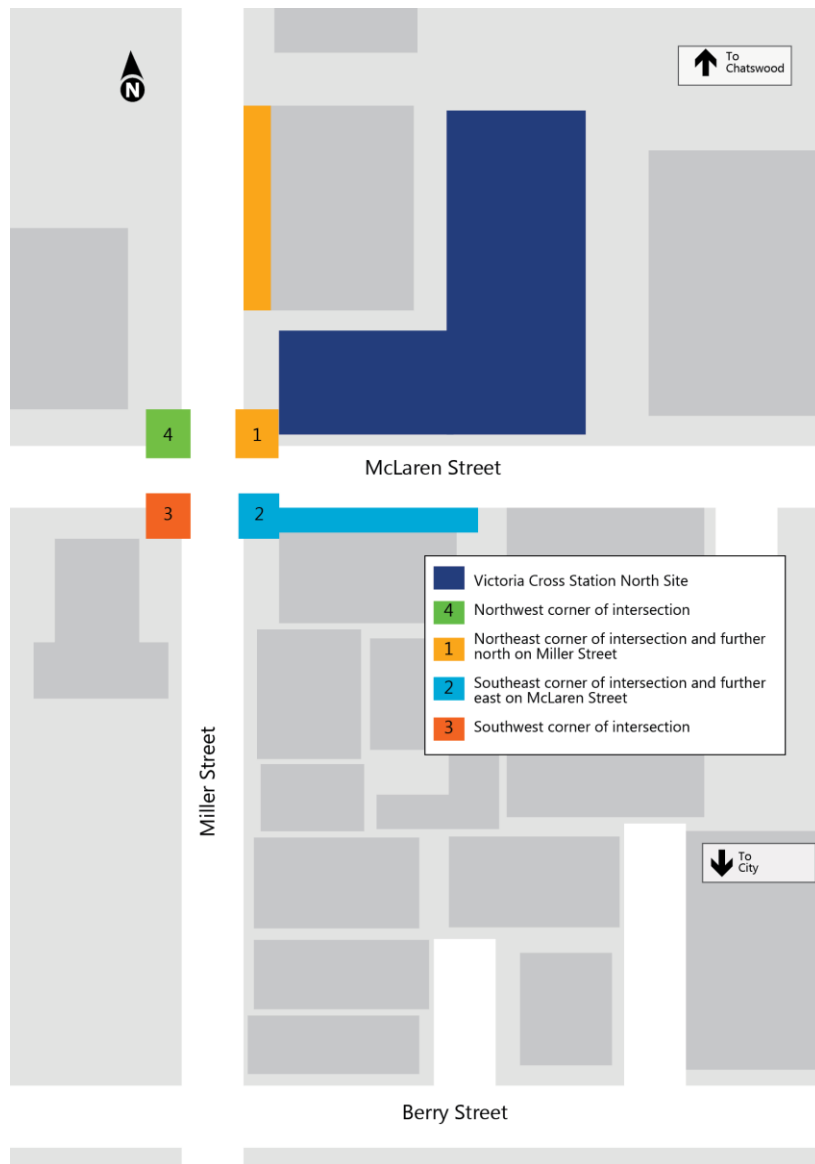 N
To
Chatswood
4
1
McLaren Street
3
2
Victoria Cross Station North Site
4
Northwest corner of intersection
1
Northeast corner of intersection and further
north on Miller Street
2
Southeast corner of intersection and further
east on McLaren Street
3
Southwest corner of intersection
Miller Street
To
City
Berry Street